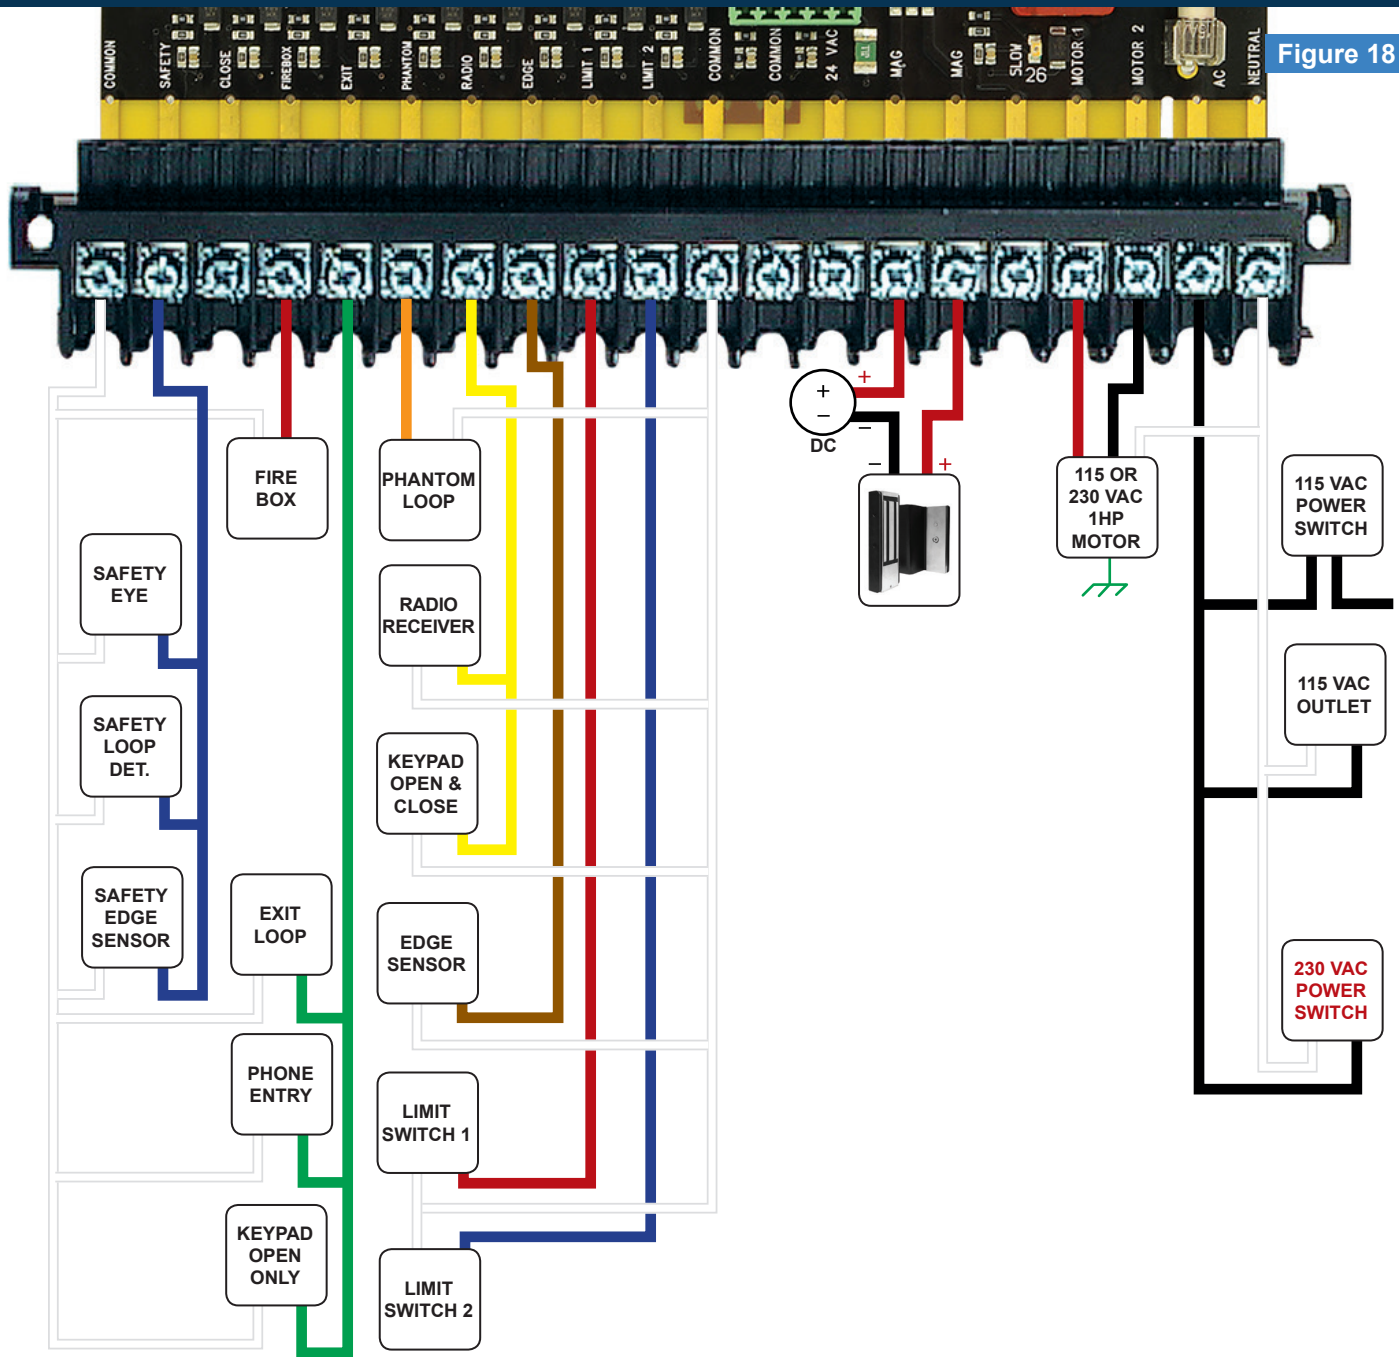 COMMON
SAFETY
CLOSE
FIREBOX
EXIT
PHANTOM
RADIO
EDGE
LIMIT 1
LIMIT 2
COMMON
COMMON
24 VAC
MAG
MAG
SLOW
26
MOTOR 1
MOTOR 2
AC
NEUTRAL
Figure 18
+
−
DC
+
−
−
+
FIRE
BOX
PHANTOM
LOOP
115 OR
230 VAC
1HP
MOTOR
115 VAC
POWER
SWITCH
SAFETY
EYE
RADIO
RECEIVER
115 VAC
OUTLET
SAFETY
LOOP
DET.
KEYPAD
OPEN &
CLOSE
SAFETY
EDGE
SENSOR
EXIT
LOOP
EDGE
SENSOR
230 VAC
POWER
SWITCH
PHONE
ENTRY
LIMIT
SWITCH 1
KEYPAD
OPEN
ONLY
LIMIT
SWITCH 2